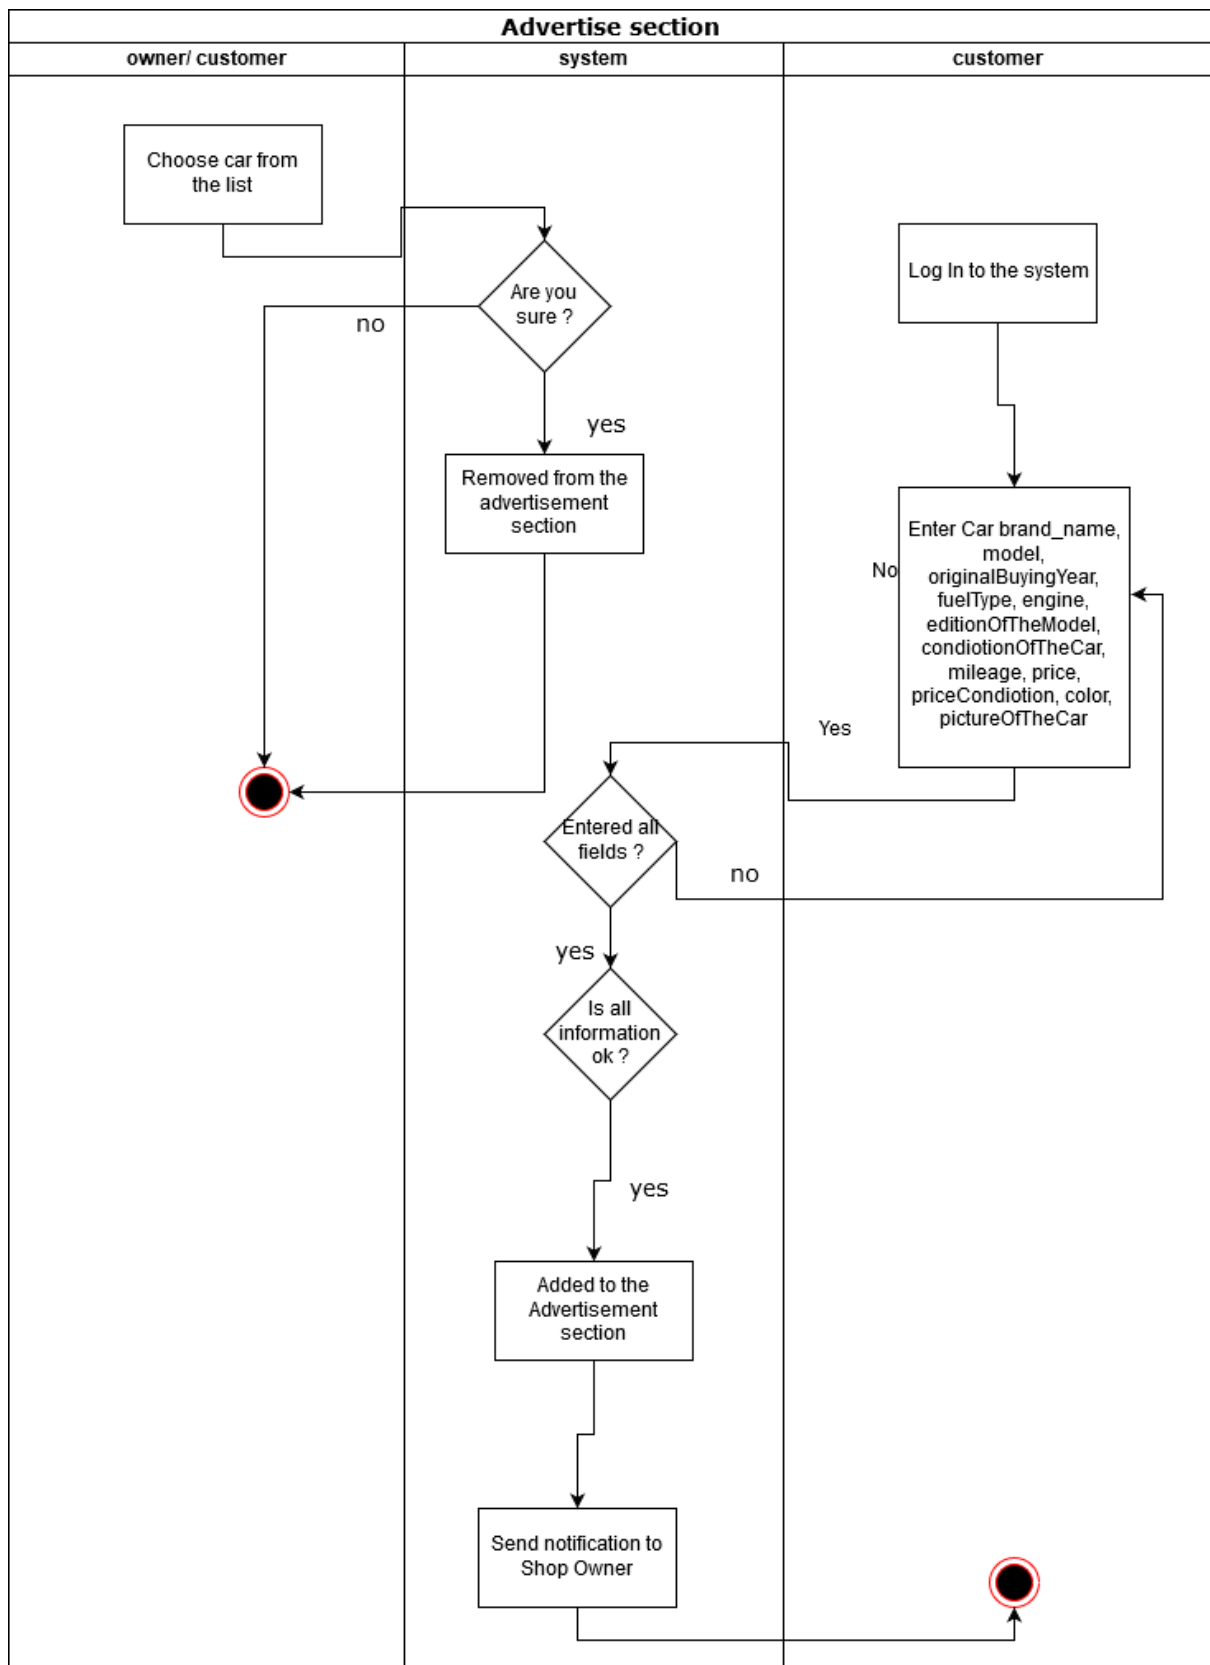 Advertise section
owner/ customer
system
customer
Choose car from
the list
Are you
sure ?
no
yes
Removed from the
advertisement
section
Log In to the system
Enter Car brand_name,
model,
originalBuyingYear,
fuelType, engine,
editionOfTheModel,
condiotionOfTheCar,
mileage, price,
priceCondiotion, color,
pictureOfTheCar
No
Yes
Entered all
fields ?
no
yes
Is all
information
ok ?
yes
Added to the
Advertisement
section
Send notification to
Shop Owner